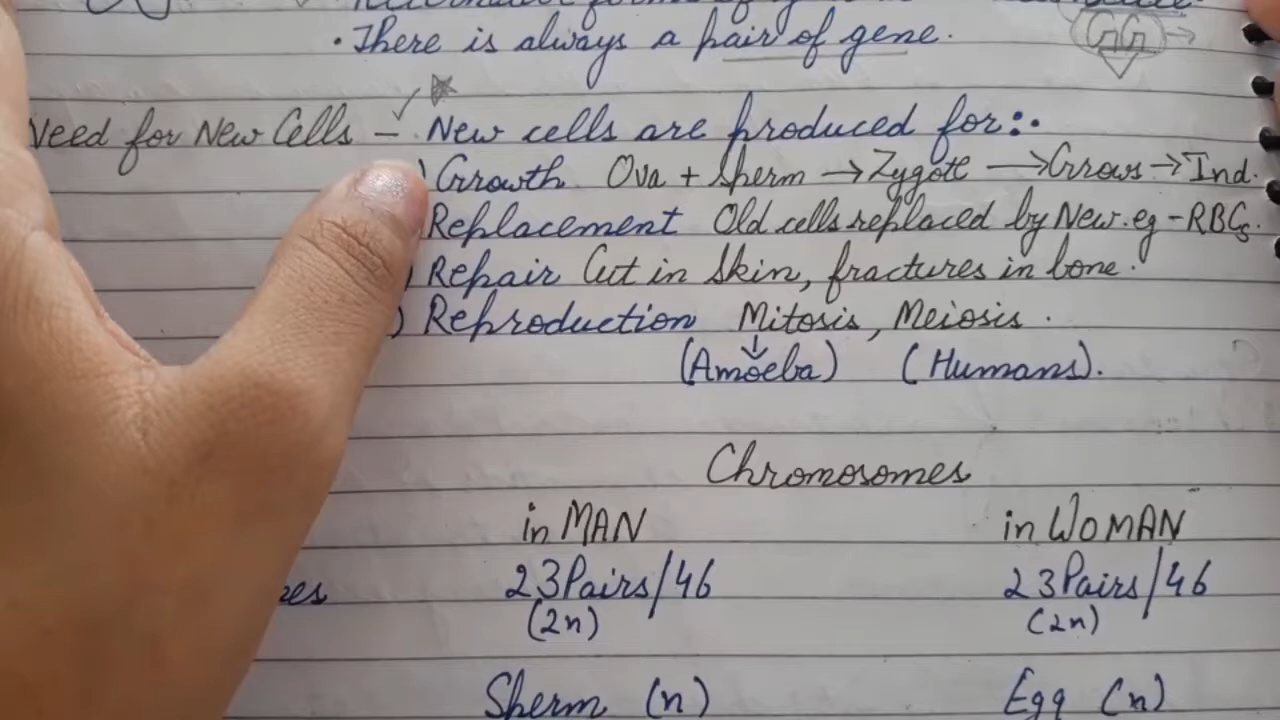 • There is always a pair of gene.
Need for New Cells – New cells are produced for:.
) Growth Ova + Sperm → Zygote → Grows → Ind.
Replacement Old cells replaced by New. eg - RBCs.
) Repair Cut in Skin, fractures in bone.
) Reproduction Mitosis, Meiosis.
↓
(Amoeba) (Humans).
Chromosomes
in MAN in WOMAN
23 Pairs/46 23 Pairs/46
(2n) (2n)
Sperm (n) Egg (n)